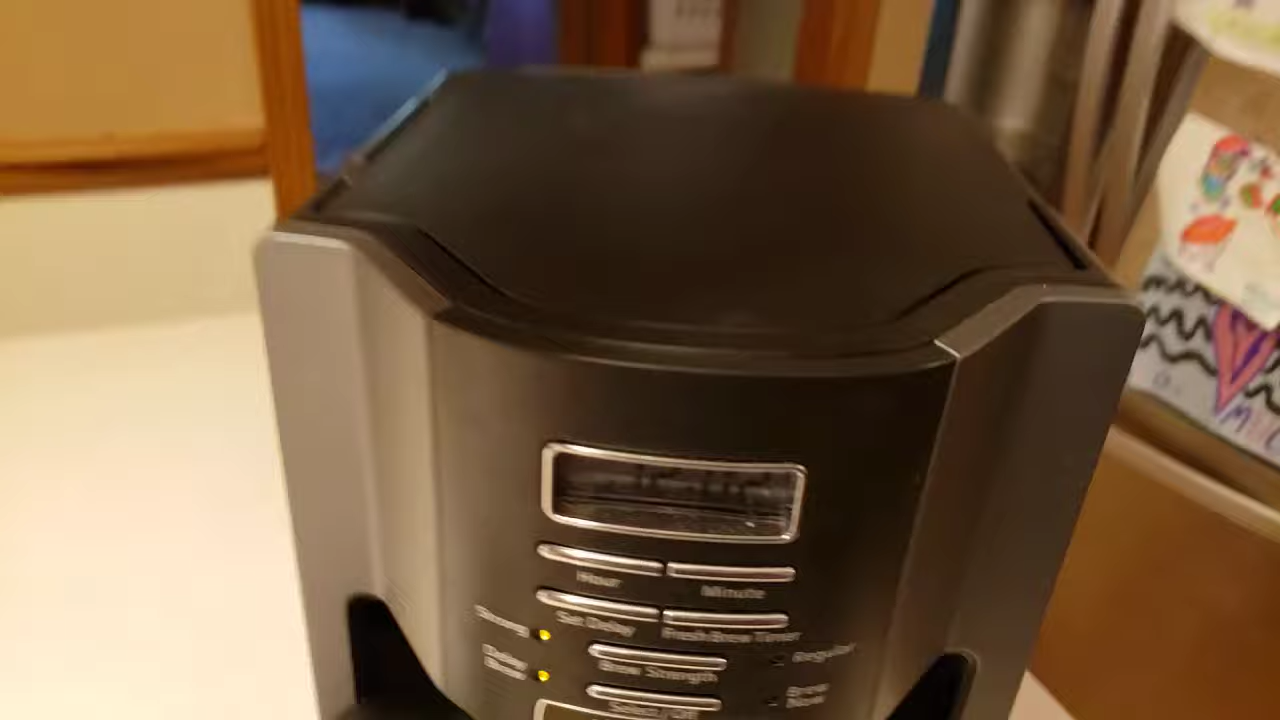 Hour Minute
Set Delay Fresh Brew Timer
Strong Regular
Brew Strength
Delay Brew
Brew Now
Select / Off